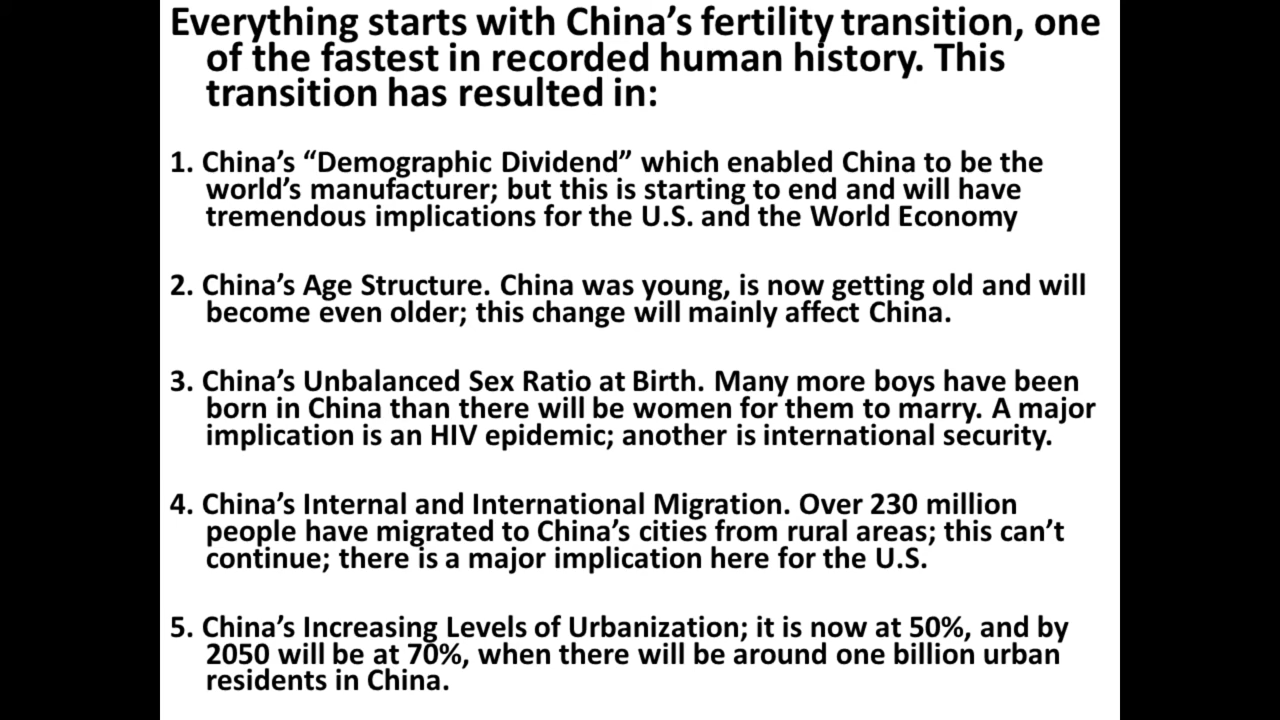 Everything starts with China’s fertility transition, one
of the fastest in recorded human history. This
transition has resulted in:
1. China’s “Demographic Dividend” which enabled China to be the
world’s manufacturer; but this is starting to end and will have
tremendous implications for the U.S. and the World Economy
2. China’s Age Structure. China was young, is now getting old and will
become even older; this change will mainly affect China.
3. China’s Unbalanced Sex Ratio at Birth. Many more boys have been
born in China than there will be women for them to marry. A major
implication is an HIV epidemic; another is international security.
4. China’s Internal and International Migration. Over 230 million
people have migrated to China’s cities from rural areas; this can’t
continue; there is a major implication here for the U.S.
5. China’s Increasing Levels of Urbanization; it is now at 50%, and by
2050 will be at 70%, when there will be around one billion urban
residents in China.